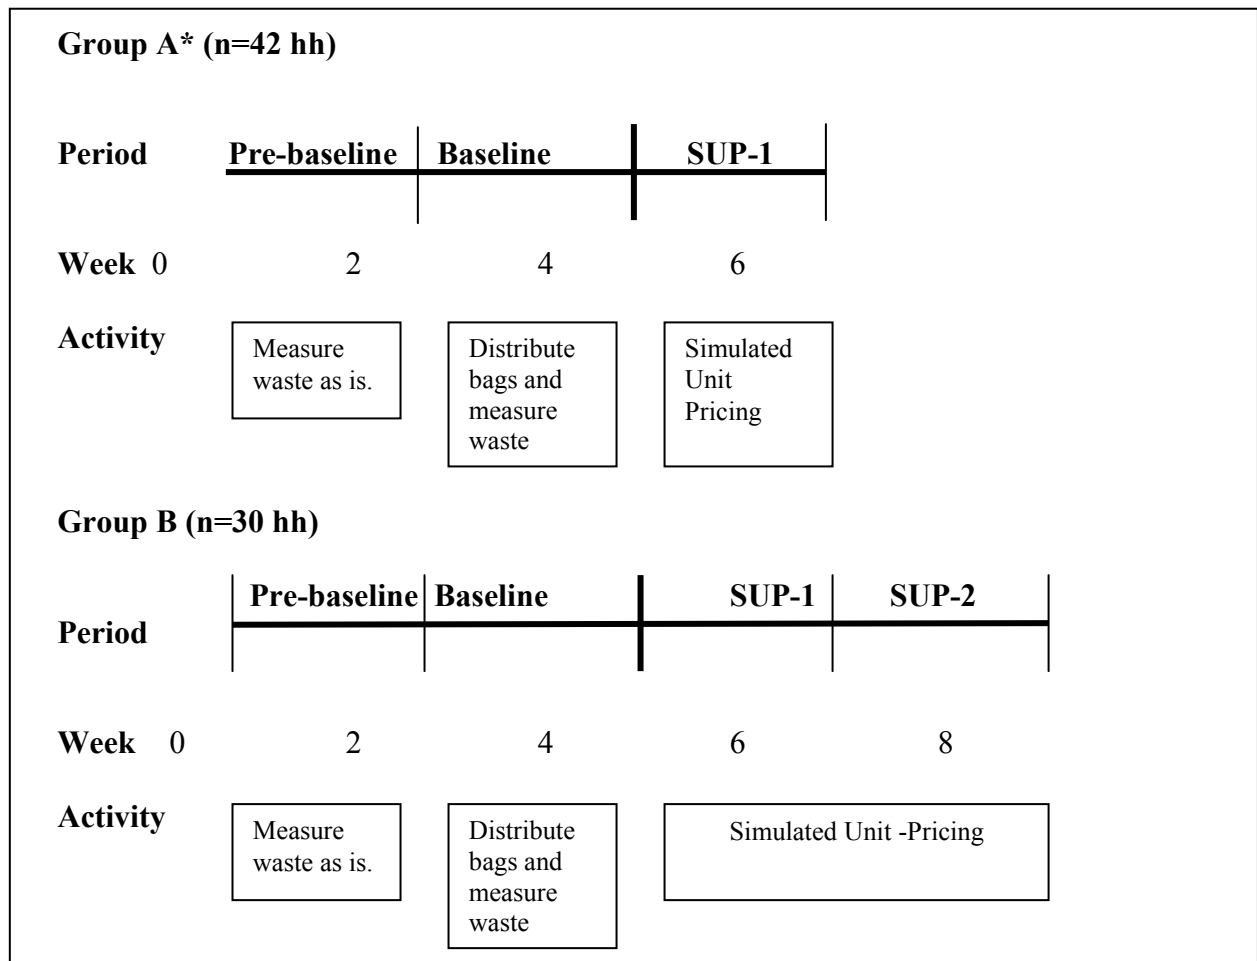 Group A* (n=42 hh)
Period Pre-baseline Baseline SUP-1
Week 0 2 4 6
Activity
Measure
waste as is.
Distribute
bags and
measure
waste
Simulated
Unit
Pricing
Group B (n=30 hh)
Pre-baseline Baseline SUP-1 SUP-2
Period
Week 0 2 4 6 8
Activity
Measure
waste as is.
Distribute
bags and
measure
waste
Simulated Unit -Pricing